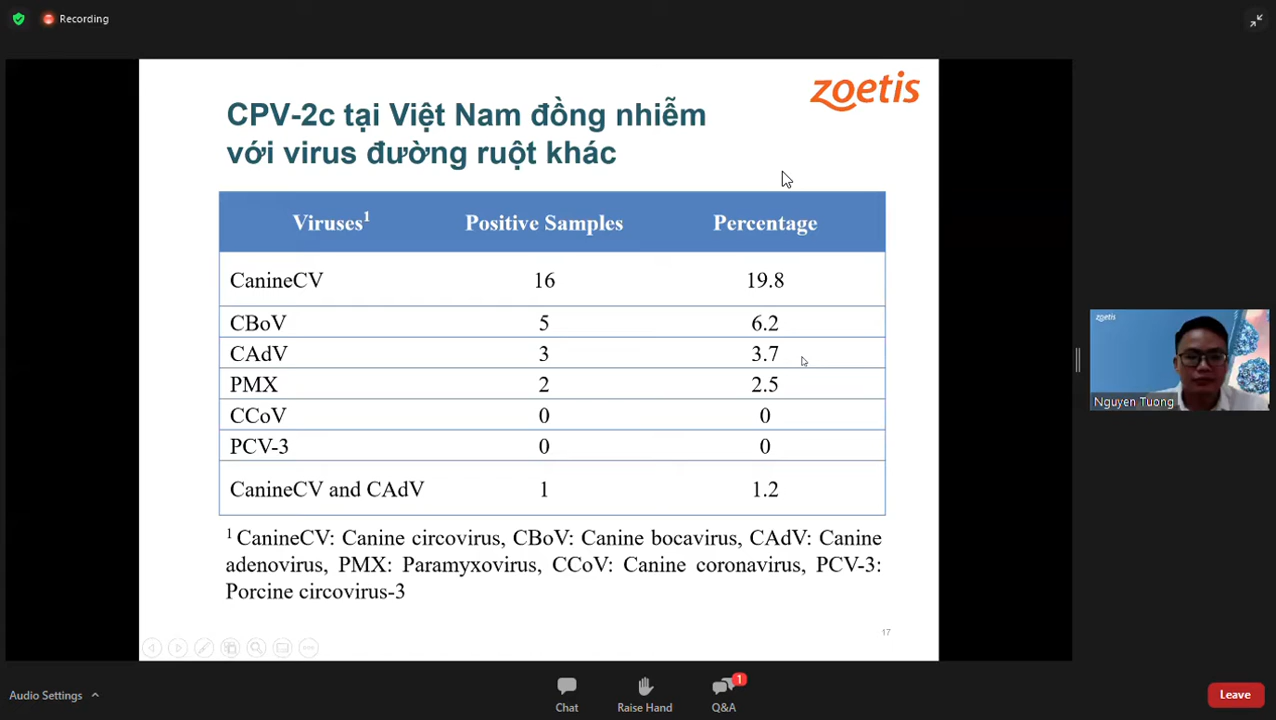 Recording
zoetis
CPV-2c tại Việt Nam đồng nhiễm
với virus đường ruột khác
Viruses1 Positive Samples Percentage
CanineCV 16 19.8
CBoV 5 6.2
CAdV 3 3.7
PMX 2 2.5
CCoV 0 0
PCV-3 0 0
CanineCV and CAdV 1 1.2
1 CanineCV: Canine circovirus, CBoV: Canine bocavirus, CAdV: Canine
adenovirus, PMX: Paramyxovirus, CCoV: Canine coronavirus, PCV-3:
Porcine circovirus-3
17
zoetis
Nguyen Tuong
Audio Settings
Chat
Raise Hand
1
Q&A
Leave